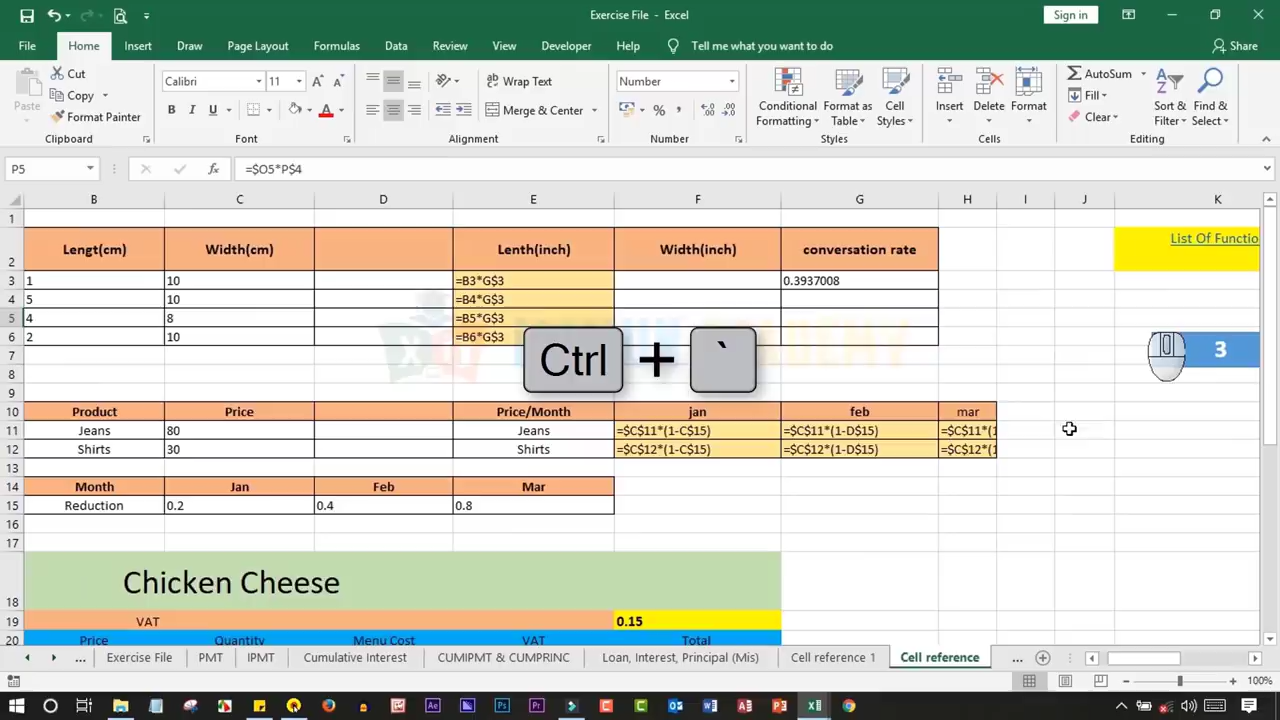 Exercise File - Excel
Sign in
File Home Insert Draw Page Layout Formulas Data Review View Developer Help Tell me what you want to do Share
Paste
Cut
Copy
Format Painter
Clipboard
Calibri 11
B I U A
Font
Wrap Text
Merge & Center
Alignment
Number
%
Number
Conditional Formatting
Format as Table
Cell Styles
Styles
Insert
Delete
Format
Cells
AutoSum
Fill
Clear
Sort & Filter
Find & Select
Editing
P5 fx =$O5*P$4
B C D E F G H I J K
1
2 Lengt(cm) Width(cm) Lenth(inch) Width(inch) conversation rate List Of Functio
3 1 10 =B3*G$3 0.3937008
4 5 10 =B4*G$3
5 4 8 =B5*G$3
6 2 10 =B6*G$3
Ctrl + `
3
7
8
9
10 Product Price Price/Month jan feb mar
11 Jeans 80 Jeans =$C$11*(1-C$15) =$C$11*(1-D$15) =$C$11*(1
12 Shirts 30 Shirts =$C$12*(1-C$15) =$C$12*(1-D$15) =$C$12*(1
13
14 Month Jan Feb Mar
15 Reduction 0.2 0.4 0.8
16
17
18 Chicken Cheese
19 VAT 0.15
20 Price Quantity Menu Cost VAT Total
... Exercise File PMT IPMT Cumulative Interest CUMIPMT & CUMPRINC Loan, Interest, Principal (Mis) Cell reference 1 Cell reference ...
100%